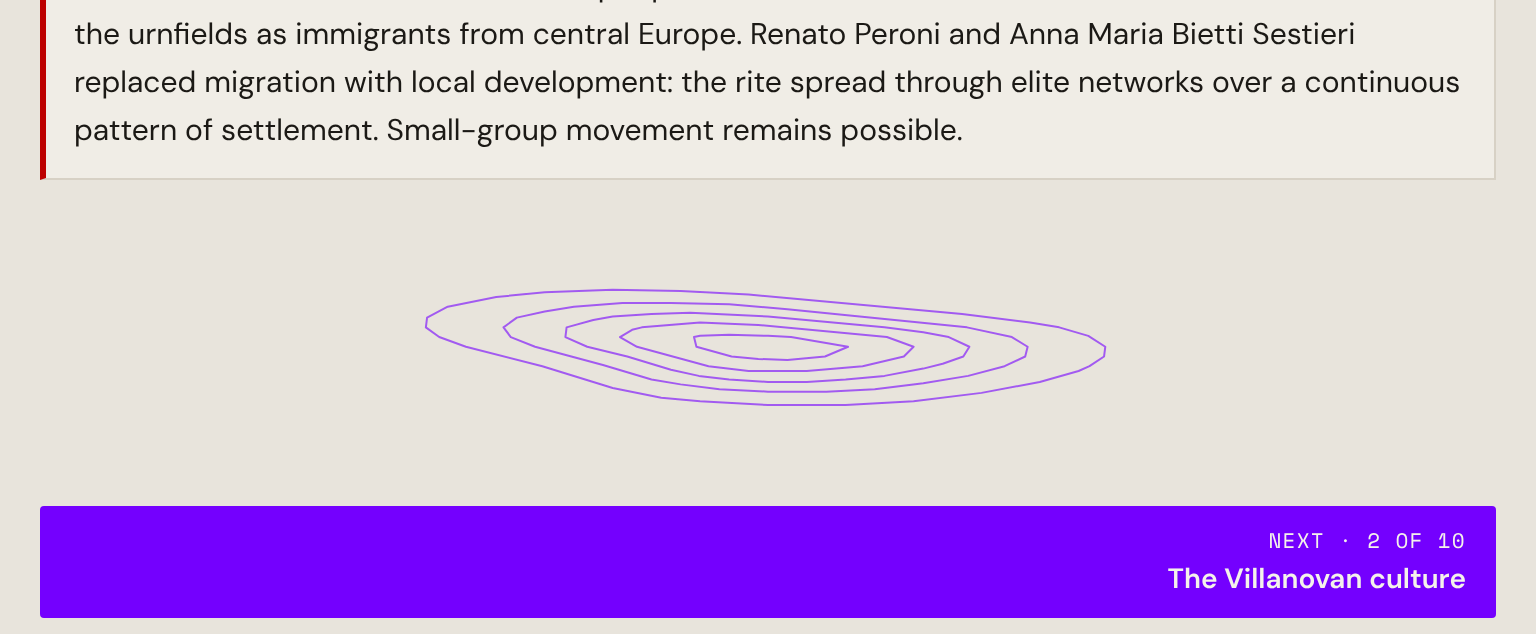 the urnfields as immigrants from central Europe. Renato Peroni and Anna Maria Bietti Sestieri
replaced migration with local development: the rite spread through elite networks over a continuous
pattern of settlement. Small-group movement remains possible.
NEXT · 2 OF 10
The Villanovan culture